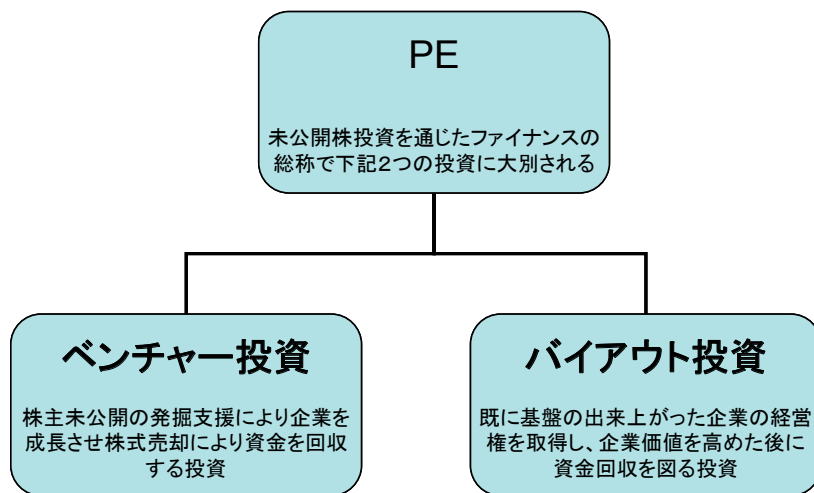 PE
未公開株投資を通じたファイナンスの
総称で下記２つの投資に大別される
ベンチャー投資
株主未公開の発掘支援により企業を
成長させ株式売却により資金を回収
する投資
バイアウト投資
既に基盤の出来上がった企業の経営
権を取得し、企業価値を高めた後に
資金回収を図る投資